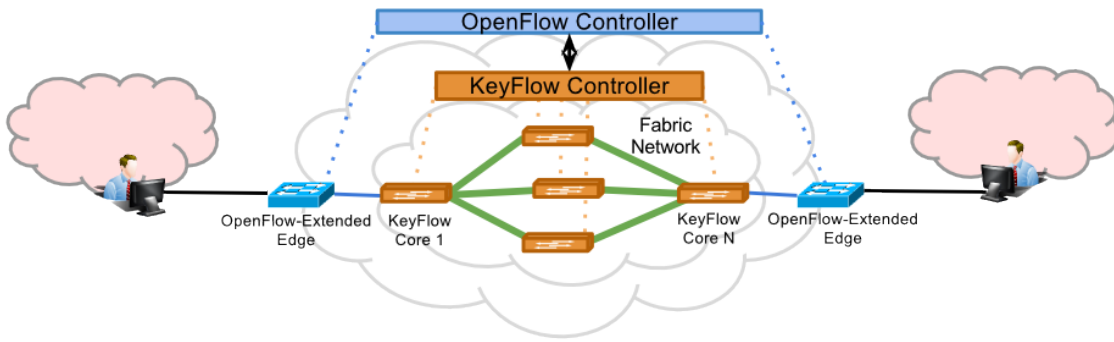 OpenFlow Controller
KeyFlow Controller
Fabric
Network
OpenFlow-Extended
Edge
KeyFlow
Core 1
KeyFlow
Core N
OpenFlow-Extended
Edge